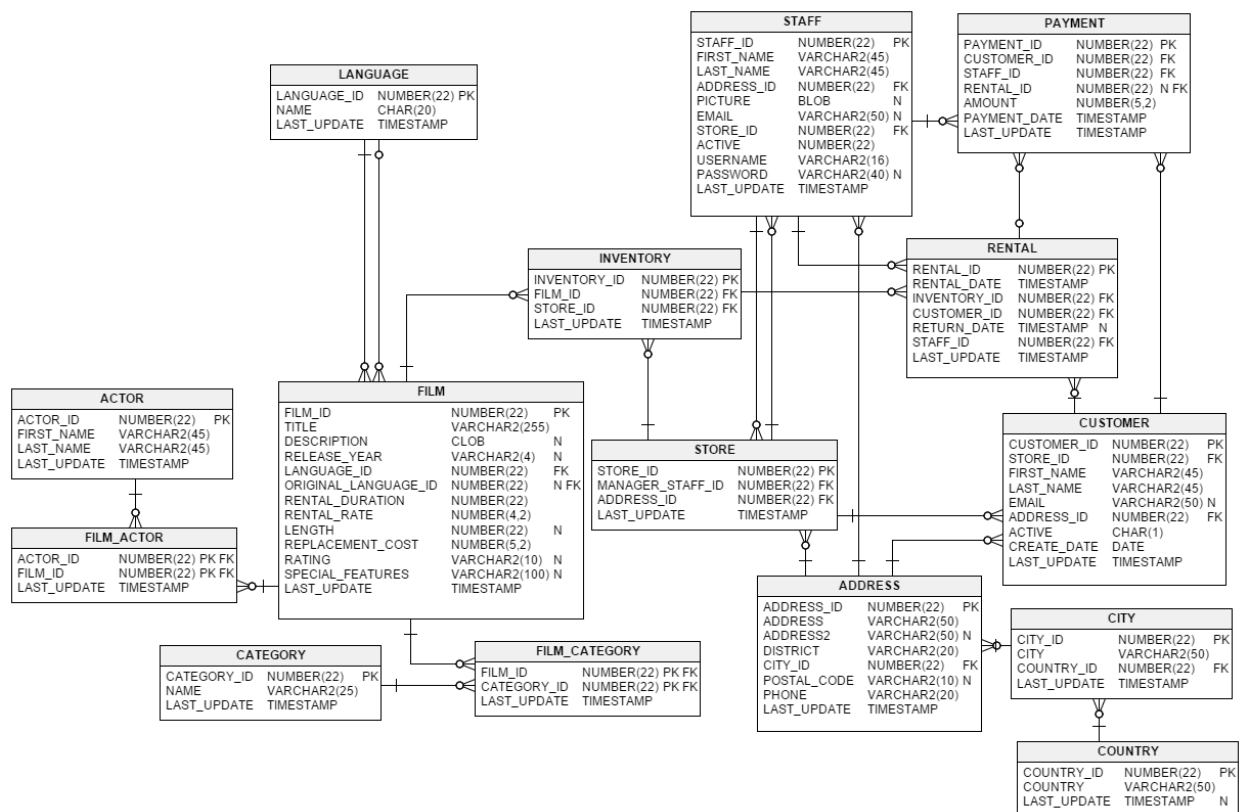 STAFF
STAFF_ID NUMBER(22) PK
FIRST_NAME VARCHAR2(45)
LAST_NAME VARCHAR2(45)
ADDRESS_ID NUMBER(22) FK
PICTURE BLOB N
EMAIL VARCHAR2(50) N
STORE_ID NUMBER(22) FK
ACTIVE NUMBER(22)
USERNAME VARCHAR2(16)
PASSWORD VARCHAR2(40) N
LAST_UPDATE TIMESTAMP
PAYMENT
PAYMENT_ID NUMBER(22) PK
CUSTOMER_ID NUMBER(22) FK
STAFF_ID NUMBER(22) FK
RENTAL_ID NUMBER(22) N FK
AMOUNT NUMBER(5,2)
PAYMENT_DATE TIMESTAMP
LAST_UPDATE TIMESTAMP
LANGUAGE
LANGUAGE_ID NUMBER(22) PK
NAME CHAR(20)
LAST_UPDATE TIMESTAMP
INVENTORY
INVENTORY_ID NUMBER(22) PK
FILM_ID NUMBER(22) FK
STORE_ID NUMBER(22) FK
LAST_UPDATE TIMESTAMP
RENTAL
RENTAL_ID NUMBER(22) PK
RENTAL_DATE TIMESTAMP
INVENTORY_ID NUMBER(22) FK
CUSTOMER_ID NUMBER(22) FK
RETURN_DATE TIMESTAMP N
STAFF_ID NUMBER(22) FK
LAST_UPDATE TIMESTAMP
ACTOR
ACTOR_ID NUMBER(22) PK
FIRST_NAME VARCHAR2(45)
LAST_NAME VARCHAR2(45)
LAST_UPDATE TIMESTAMP
FILM
FILM_ID NUMBER(22) PK
TITLE VARCHAR2(255)
DESCRIPTION CLOB N
RELEASE_YEAR VARCHAR2(4) N
LANGUAGE_ID NUMBER(22) FK
ORIGINAL_LANGUAGE_ID NUMBER(22) N FK
RENTAL_DURATION NUMBER(22)
RENTAL_RATE NUMBER(4,2)
LENGTH NUMBER(22) N
REPLACEMENT_COST NUMBER(5,2)
RATING VARCHAR2(10) N
SPECIAL_FEATURES VARCHAR2(100) N
LAST_UPDATE TIMESTAMP
STORE
STORE_ID NUMBER(22) PK
MANAGER_STAFF_ID NUMBER(22) FK
ADDRESS_ID NUMBER(22) FK
LAST_UPDATE TIMESTAMP
CUSTOMER
CUSTOMER_ID NUMBER(22) PK
STORE_ID NUMBER(22) FK
FIRST_NAME VARCHAR2(45)
LAST_NAME VARCHAR2(45)
EMAIL VARCHAR2(50) N
ADDRESS_ID NUMBER(22) FK
ACTIVE CHAR(1)
CREATE_DATE DATE
LAST_UPDATE TIMESTAMP
FILM_ACTOR
ACTOR_ID NUMBER(22) PK FK
FILM_ID NUMBER(22) PK FK
LAST_UPDATE TIMESTAMP
CATEGORY
CATEGORY_ID NUMBER(22) PK
NAME VARCHAR2(25)
LAST_UPDATE TIMESTAMP
FILM_CATEGORY
FILM_ID NUMBER(22) PK FK
CATEGORY_ID NUMBER(22) PK FK
LAST_UPDATE TIMESTAMP
ADDRESS
ADDRESS_ID NUMBER(22) PK
ADDRESS VARCHAR2(50)
ADDRESS2 VARCHAR2(50) N
DISTRICT VARCHAR2(20)
CITY_ID NUMBER(22) FK
POSTAL_CODE VARCHAR2(10) N
PHONE VARCHAR2(20)
LAST_UPDATE TIMESTAMP
CITY
CITY_ID NUMBER(22) PK
CITY VARCHAR2(50)
COUNTRY_ID NUMBER(22) FK
LAST_UPDATE TIMESTAMP
COUNTRY
COUNTRY_ID NUMBER(22) PK
COUNTRY VARCHAR2(50)
LAST_UPDATE TIMESTAMP N